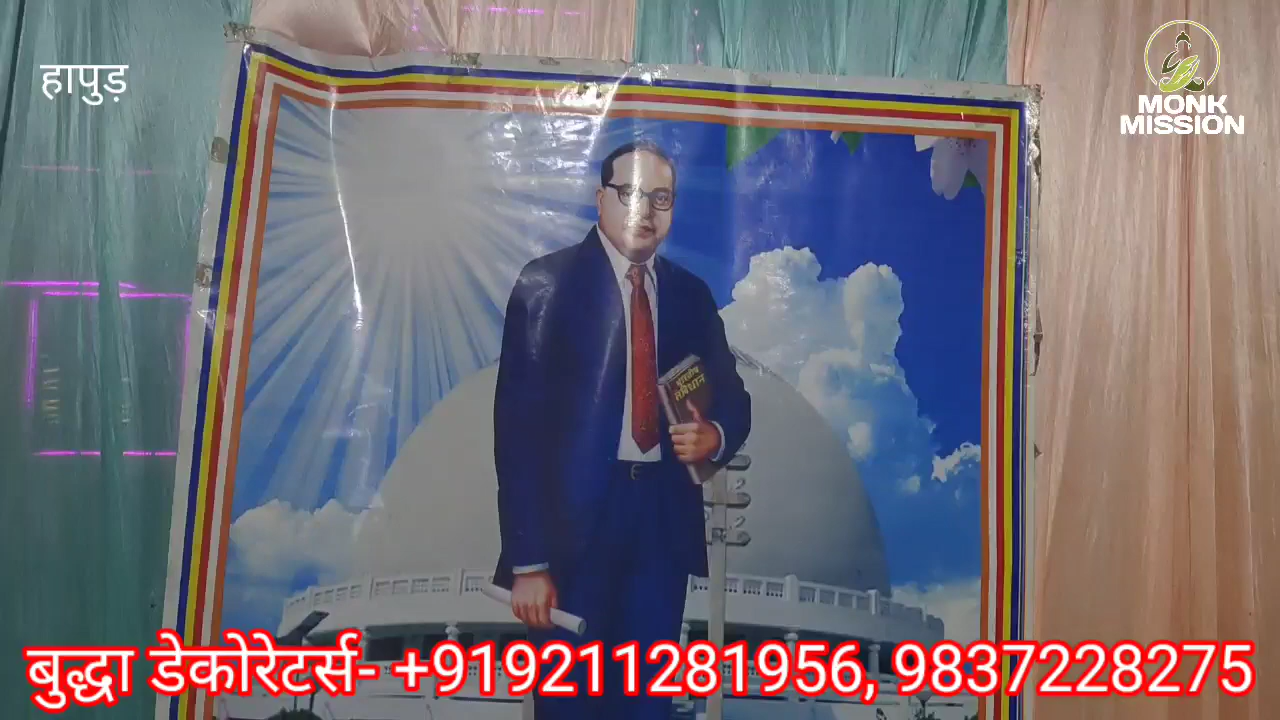 हापुड़
MONK
MISSION
भारतीय
संविधान
बुद्धा डेकोरेटर्स- +919211281956, 9837228275